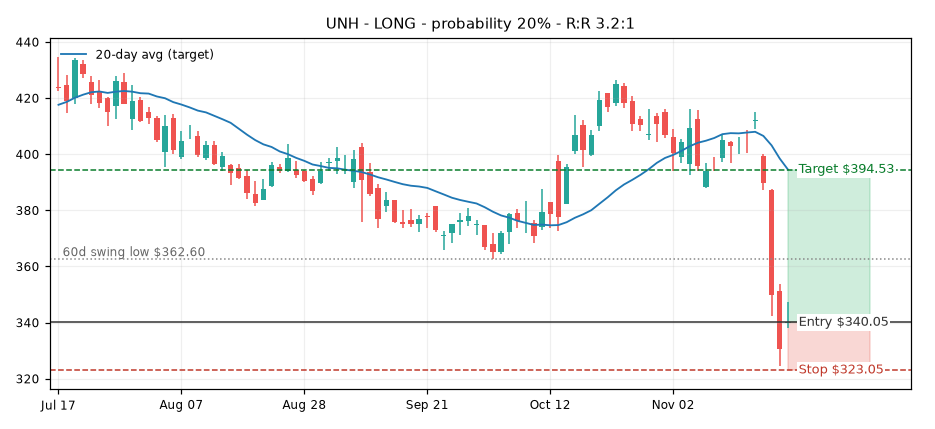 UNH - LONG - probability 20% - R:R 3.2:1
20-day avg (target)
440
420
400
380
360
340
320
Target $394.53
60d swing low $362.60
Entry $340.05
Stop $323.05
Jul 17
Aug 07
Aug 28
Sep 21
Oct 12
Nov 02